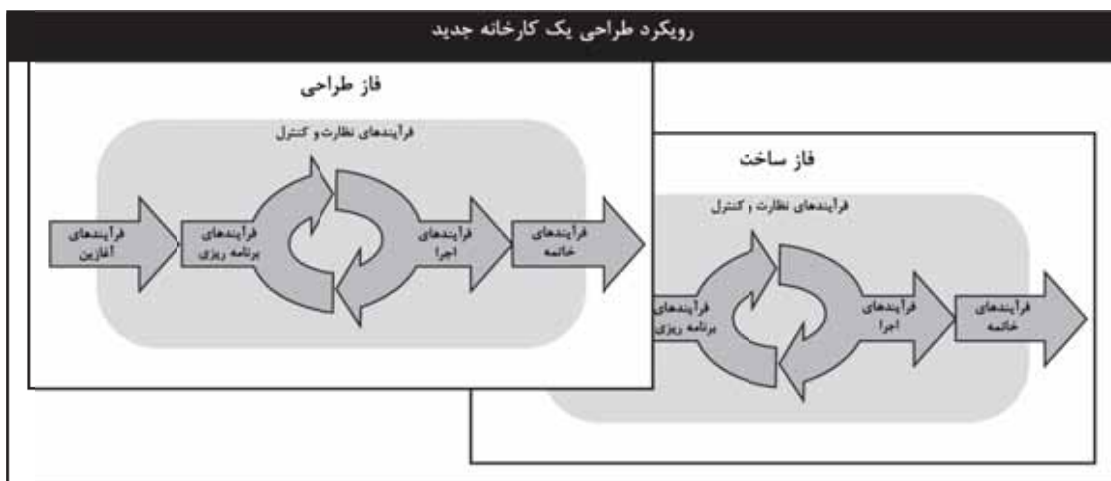 رویکرد طراحی یک کارخانه جدید
فاز طراحی
فرآیندهای نظارت و کنترل
فرآیندهای
آغازین
فرآیندهای
برنامه ریزی
فرآیندهای
اجرا
فرآیندهای
خاتمه
فاز ساخت
فرآیندهای نظارت و کنترل
فرآیندهای
برنامه ریزی
فرآیندهای
اجرا
فرآیندهای
خاتمه